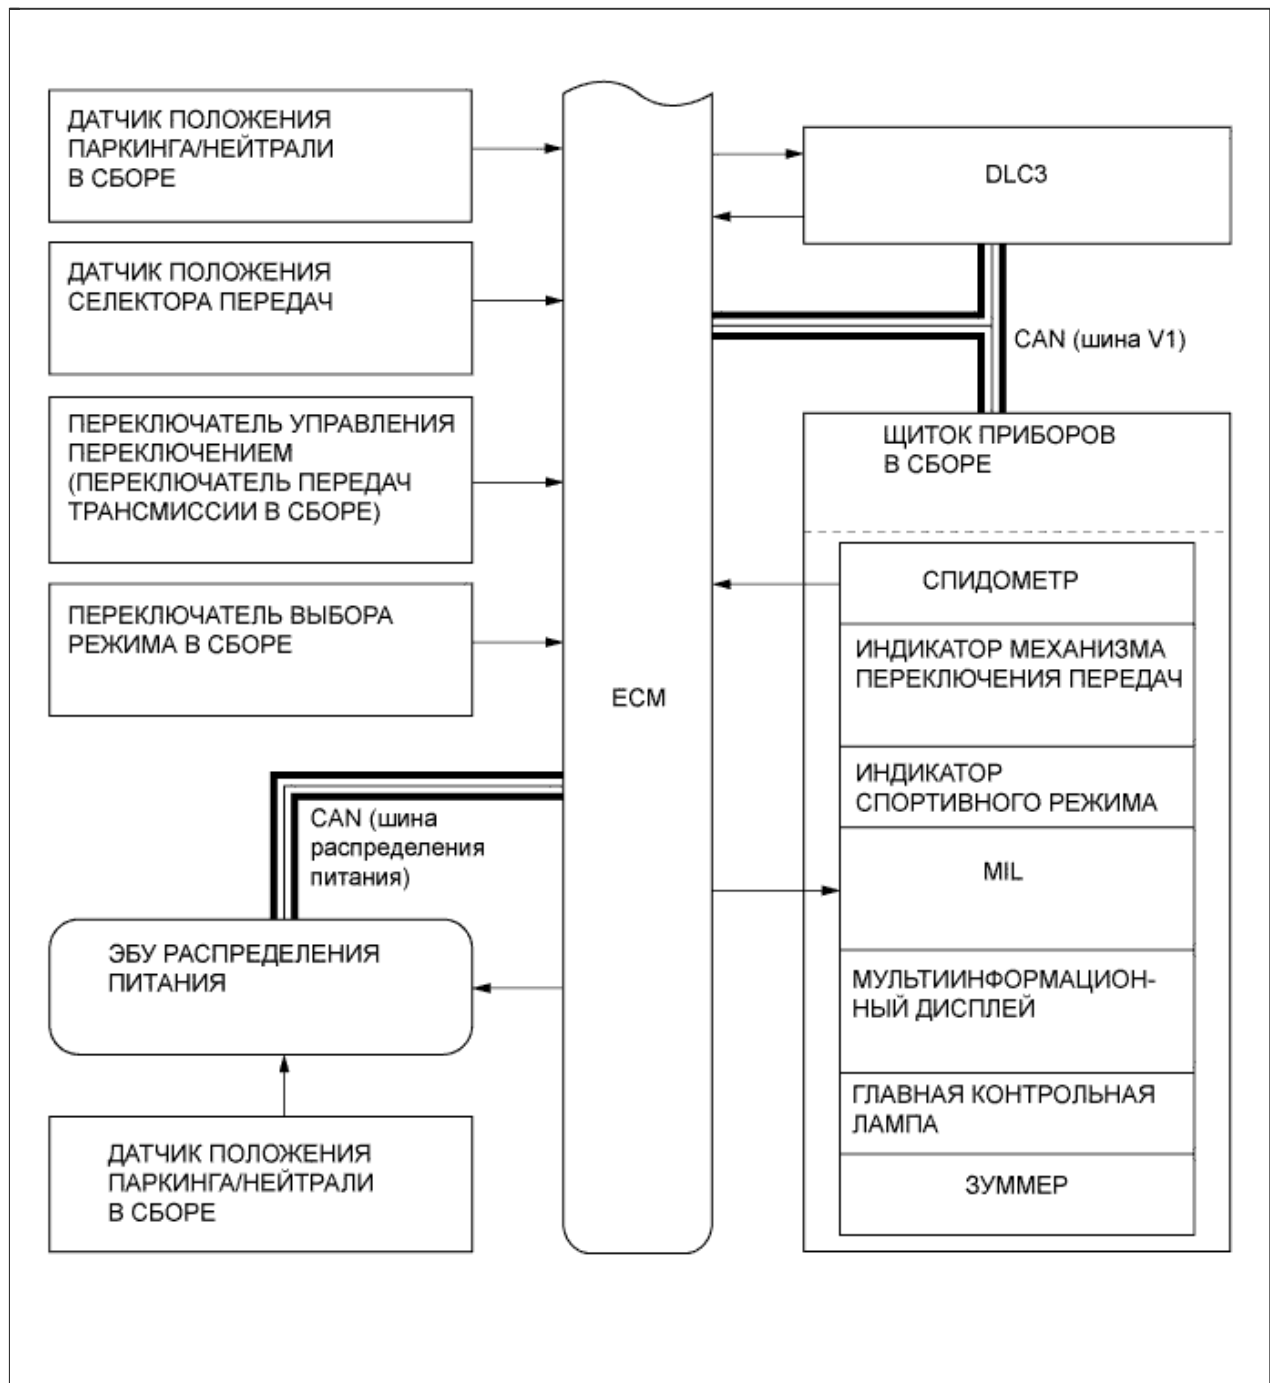 ДАТЧИК ПОЛОЖЕНИЯ
ПАРКИНГА/НЕЙТРАЛИ
В СБОРЕ
ДАТЧИК ПОЛОЖЕНИЯ
СЕЛЕКТОРА ПЕРЕДАЧ
ПЕРЕКЛЮЧАТЕЛЬ УПРАВЛЕНИЯ
ПЕРЕКЛЮЧЕНИЕМ
(ПЕРЕКЛЮЧАТЕЛЬ ПЕРЕДАЧ
ТРАНСМИССИИ В СБОРЕ)
ПЕРЕКЛЮЧАТЕЛЬ ВЫБОРА
РЕЖИМА В СБОРЕ
CAN (шина
распределения
питания)
ЭБУ РАСПРЕДЕЛЕНИЯ
ПИТАНИЯ
ДАТЧИК ПОЛОЖЕНИЯ
ПАРКИНГА/НЕЙТРАЛИ
В СБОРЕ
ECM
DLC3
CAN (шина V1)
ЩИТОК ПРИБОРОВ
В СБОРЕ
СПИДОМЕТР
ИНДИКАТОР МЕХАНИЗМА
ПЕРЕКЛЮЧЕНИЯ ПЕРЕДАЧ
ИНДИКАТОР
СПОРТИВНОГО РЕЖИМА
MIL
МУЛЬТИИНФОРМАЦИОН-
НЫЙ ДИСПЛЕЙ
ГЛАВНАЯ КОНТРОЛЬНАЯ
ЛАМПА
ЗУММЕР